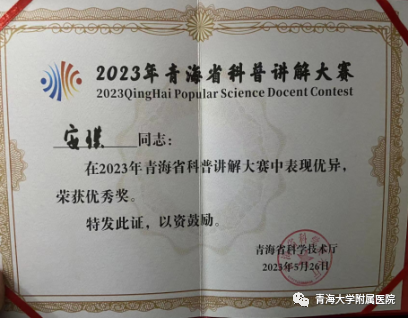 2023年青海省科普讲解大赛
2023QingHai Popular Science Docent Contest
同志：
在2023年青海省科普讲解大赛中表现优异，
荣获优秀奖。
特发此证，以资鼓励。
青海省科学技术厅
2023年5月26日
青海大学附属医院